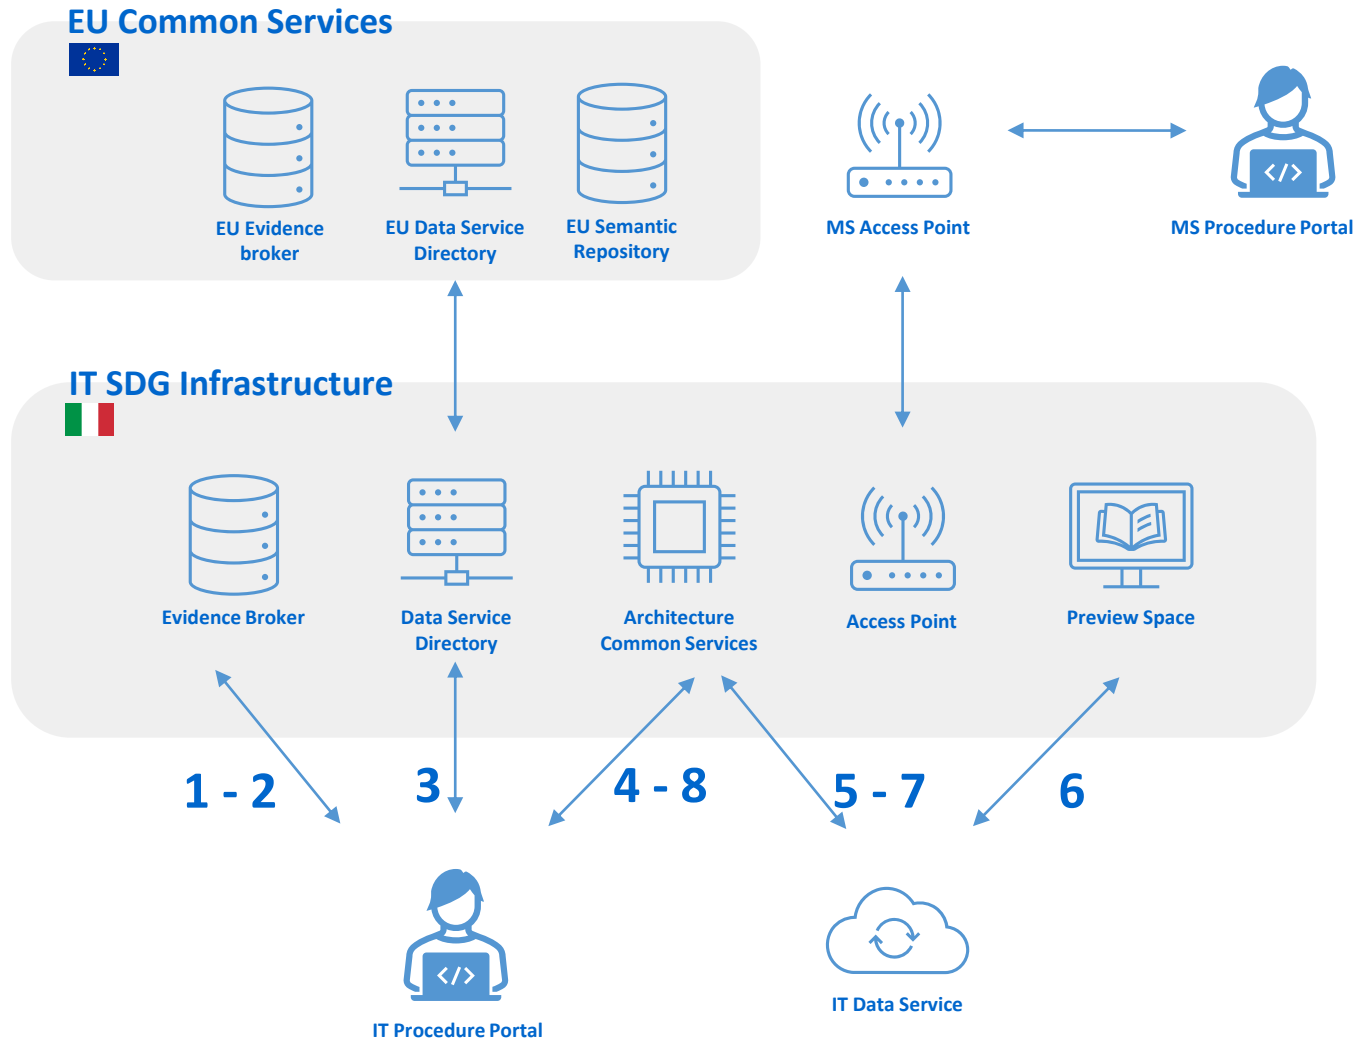 EU Common Services
EU Evidence
broker
EU Data Service
Directory
EU Semantic
Repository
MS Access Point
</>
MS Procedure Portal
IT SDG Infrastructure
Evidence Broker
Data Service
Directory
Architecture
Common Services
Access Point
Preview Space
1 - 2
3
4 - 8
5 - 7
6
</>
IT Procedure Portal
IT Data Service